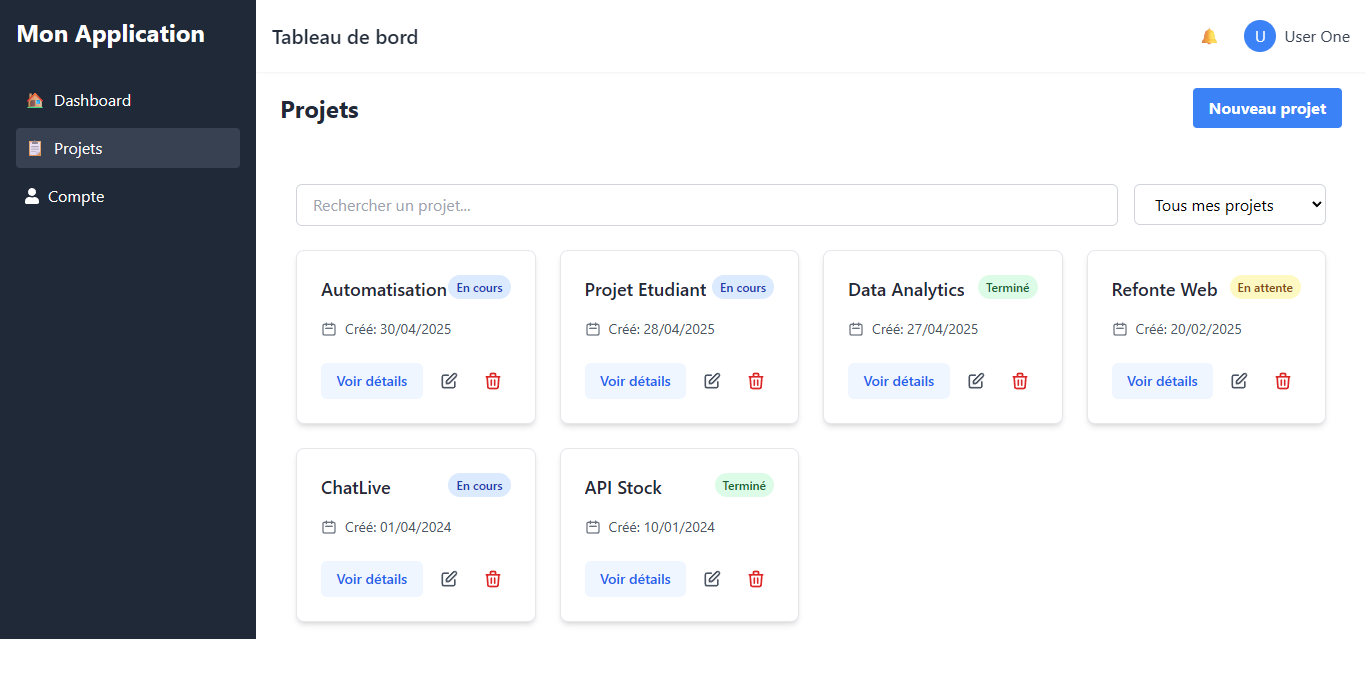 Mon Application
Dashboard
Projets
Compte
Tableau de bord
U
User One
Projets
Nouveau projet
Rechercher un projet...
Tous mes projets
Automatisation
En cours
Créé: 30/04/2025
Voir détails
Projet Etudiant
En cours
Créé: 28/04/2025
Voir détails
Data Analytics
Terminé
Créé: 27/04/2025
Voir détails
Refonte Web
En attente
Créé: 20/02/2025
Voir détails
ChatLive
En cours
Créé: 01/04/2024
Voir détails
API Stock
Terminé
Créé: 10/01/2024
Voir détails